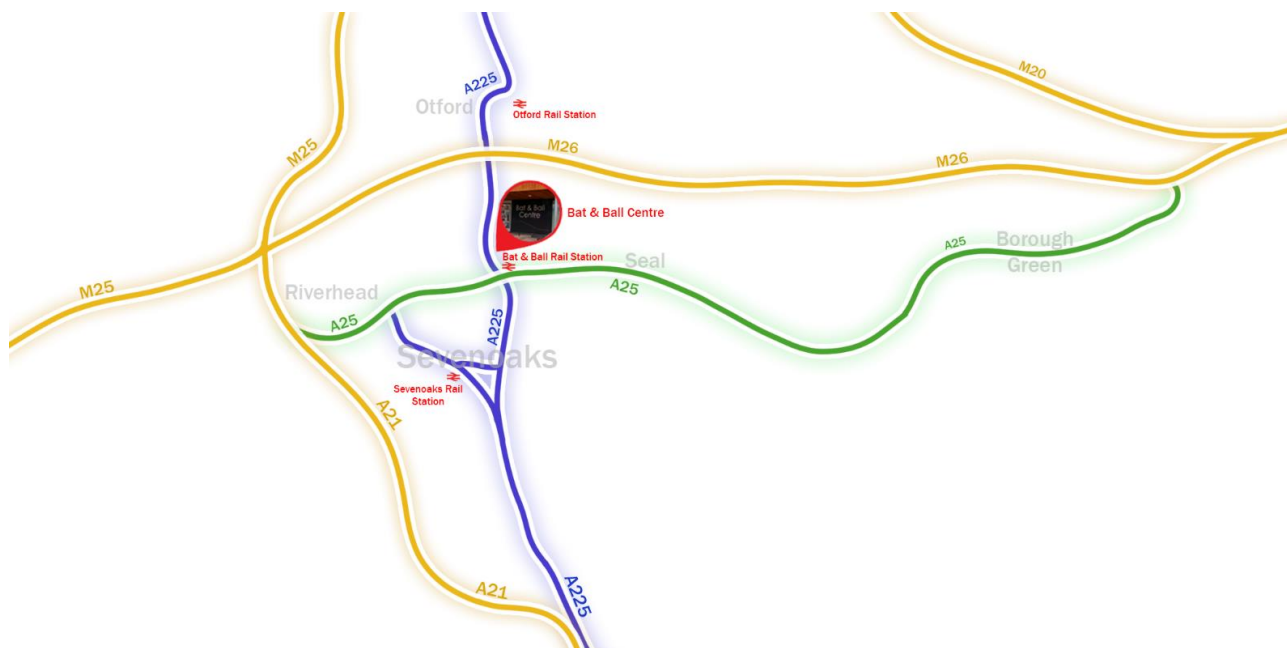 M20
A225
Otford
Otford Rail Station
M25
M26
M26
Bat & Ball
Centre
Bat & Ball Centre
A25
Borough
Green
Bat & Ball Rail Station
Seal
A25
M25
Riverhead
A25
A225
Sevenoaks
Sevenoaks Rail
Station
A21
A21
A225